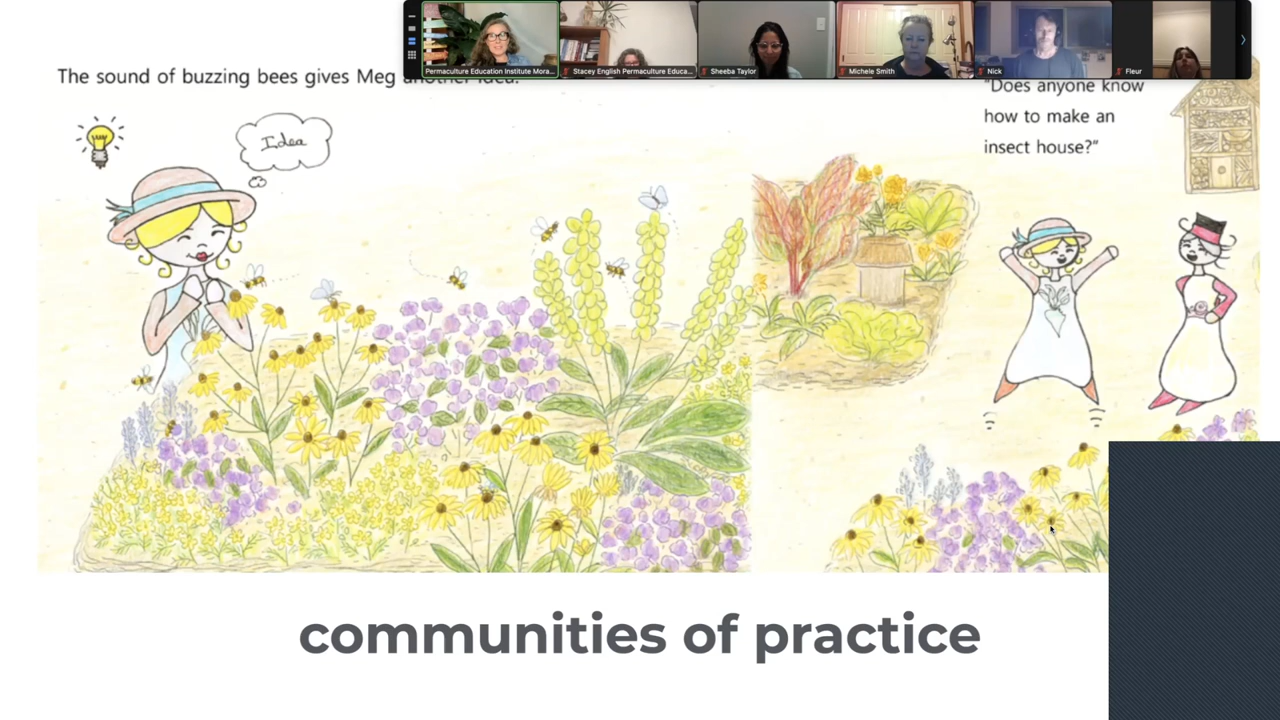 Permaculture Education Institute Mora...
Stacey English Permaculture Educa...
Sheeba Taylor
Michele Smith
Nick
Fleur
The sound of buzzing bees gives Meg another idea.
"Does anyone know
how to make an
insect house?"
Idea
communities of practice